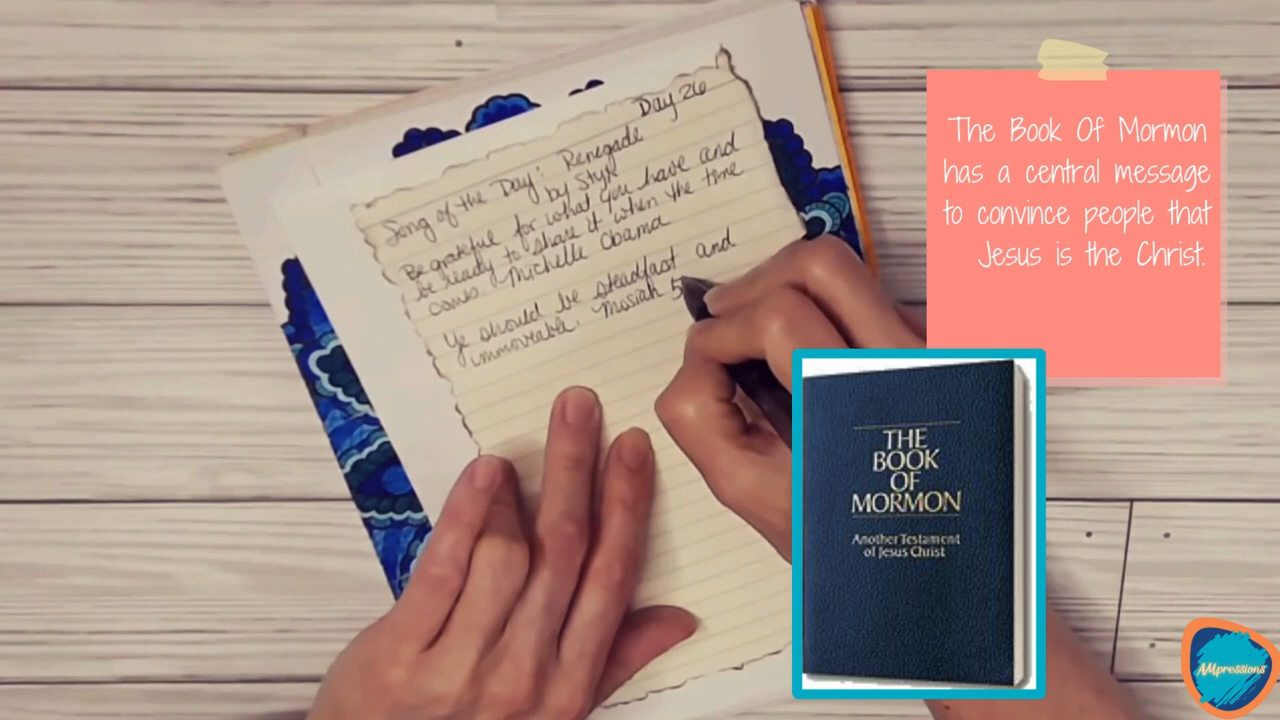 Day 26
Song of the Day: Renegade
by Styx
Be grateful for what you have and
be ready to share it when the time
comes. Michelle Obama
Ye should be steadfast and
immoveable. Mosiah 5
The Book Of Mormon
has a central message
to convince people that
Jesus is the Christ.
THE
BOOK
OF
MORMON
Another Testament
of Jesus Christ
AMpressions